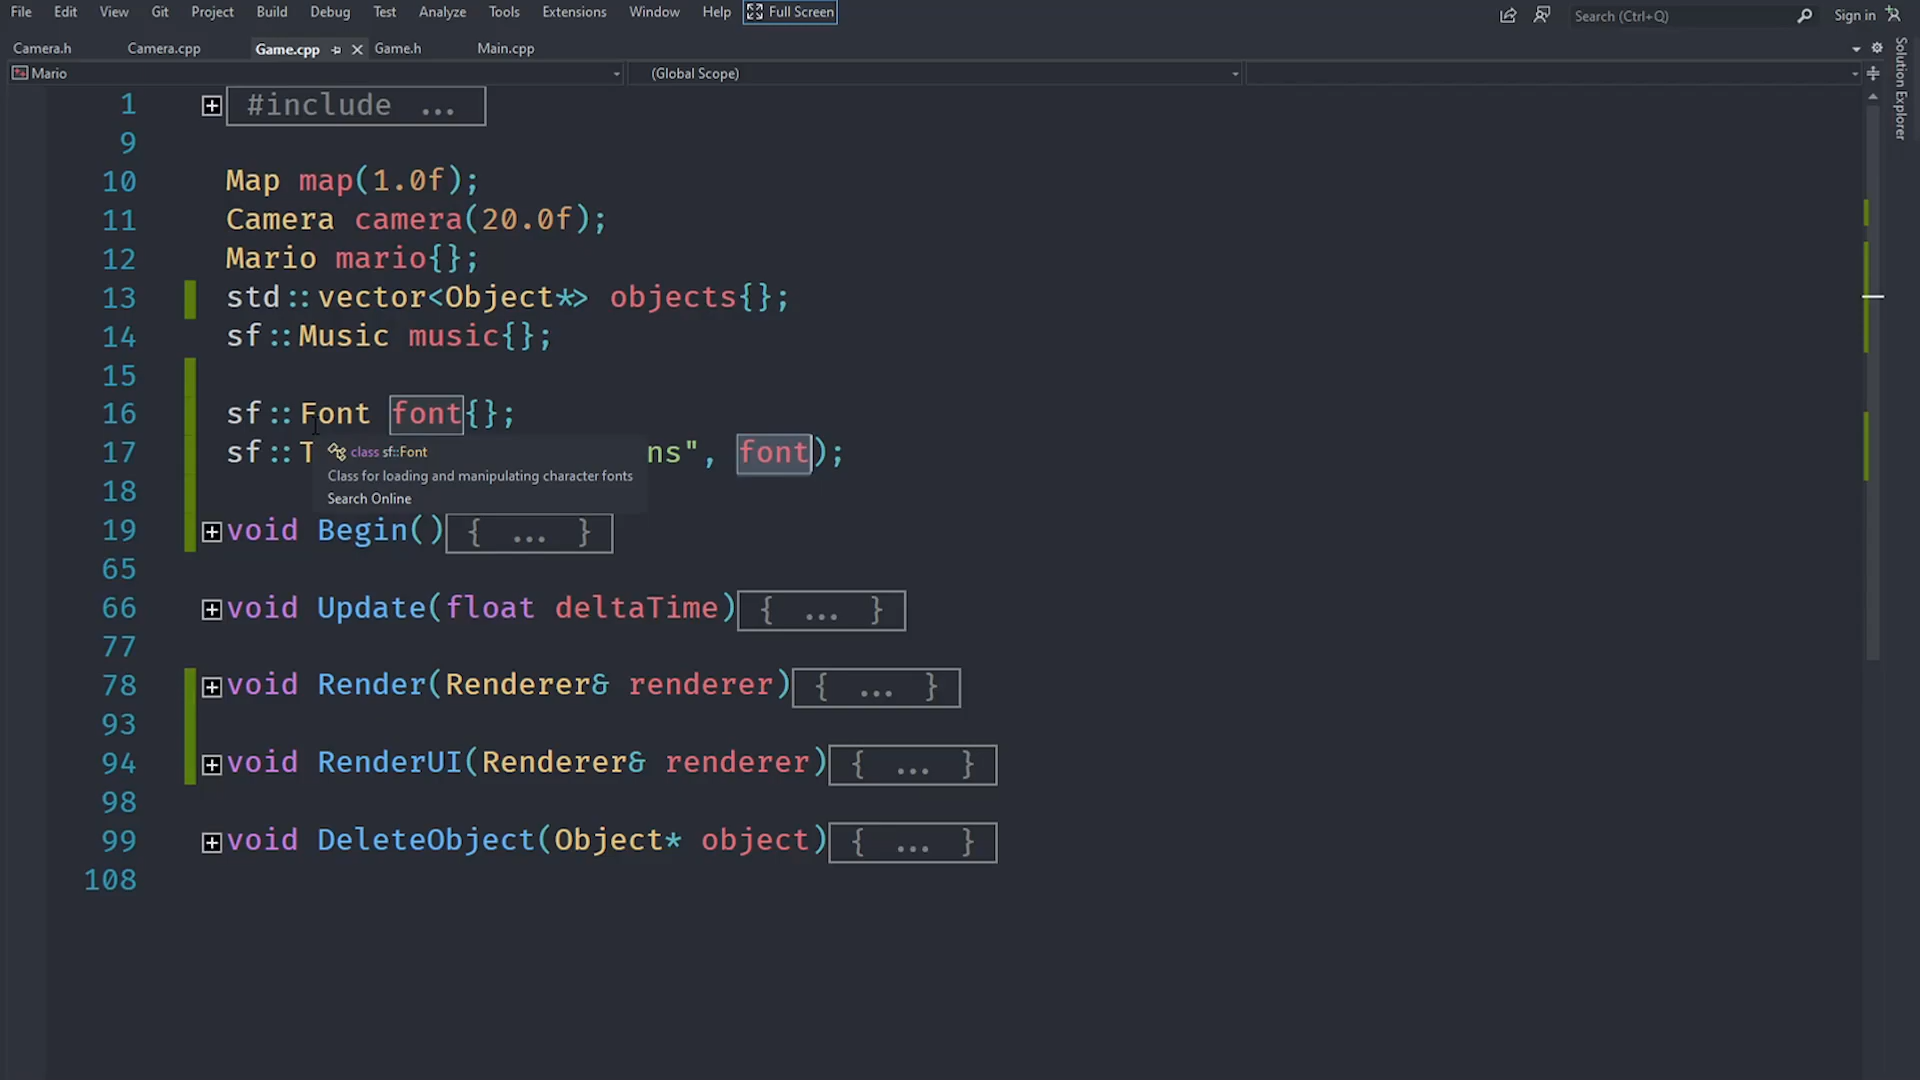 File Edit View Git Project Build Debug Test Analyze Tools Extensions Window Help Full Screen Search (Ctrl+Q) Sign in
Camera.h Camera.cpp Game.cpp Game.h Main.cpp
Mario (Global Scope)
Solution Explorer
1 #include ...
9
10 Map map(1.0f);
11 Camera camera(20.0f);
12 Mario mario{};
13 std::vector<Object*> objects{};
14 sf::Music music{};
15
16 sf::Font font{};
17 sf::T ns", font);
class sf::Font
Class for loading and manipulating character fonts
Search Online
18
19 void Begin(){ ... }
65
66 void Update(float deltaTime){ ... }
77
78 void Render(Renderer& renderer){ ... }
93
94 void RenderUI(Renderer& renderer){ ... }
98
99 void DeleteObject(Object* object){ ... }
108